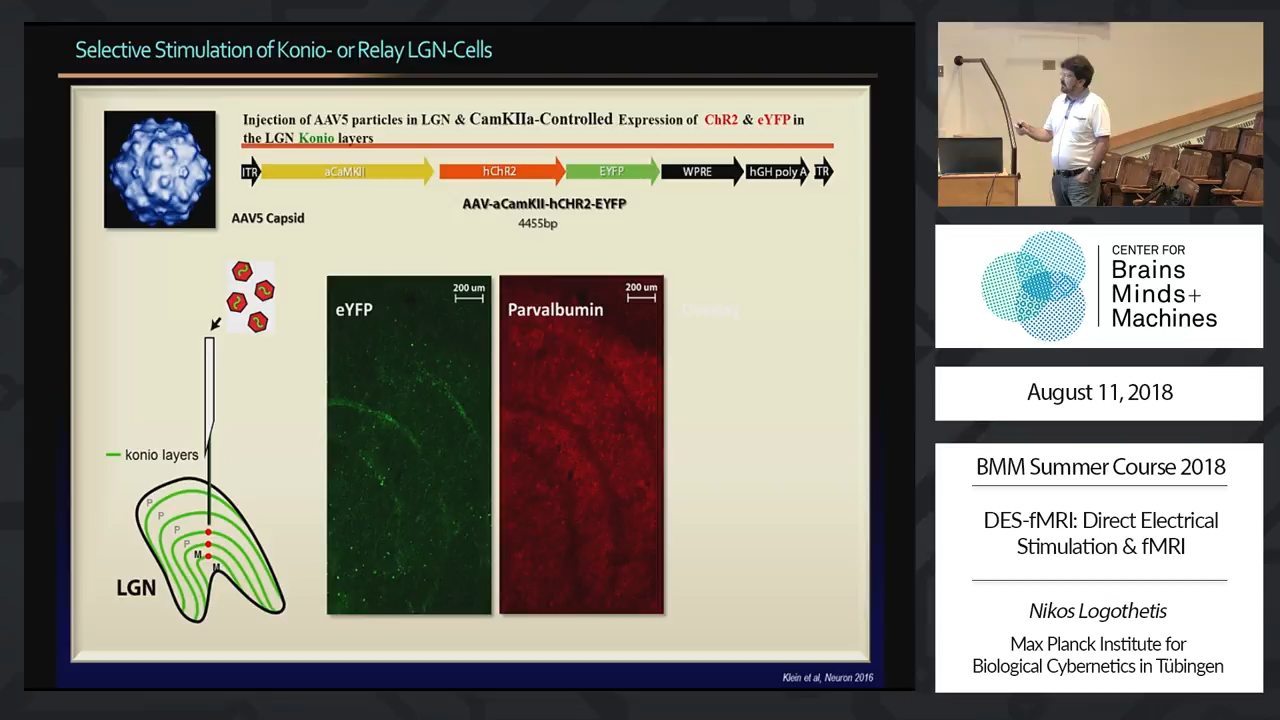 Selective Stimulation of Konio- or Relay LGN-Cells
Injection of AAV5 particles in LGN & CamKIIa-Controlled Expression of ChR2 & eYFP in
the LGN Konio layers
ITR aCaMKII hChR2 EYFP WPRE hGH poly A ITR
AAV5 Capsid
AAV-aCamKII-hCHR2-EYFP
4455bp
eYFP
200 um
Parvalbumin
200 um
konio layers
P
P
P
P
M
M
LGN
Klein et al, Neuron 2016
CENTER FOR
Brains
Minds+
Machines
August 11, 2018
BMM Summer Course 2018
DES-fMRI: Direct Electrical
Stimulation & fMRI
Nikos Logothetis
Max Planck Institute for
Biological Cybernetics in Tübingen